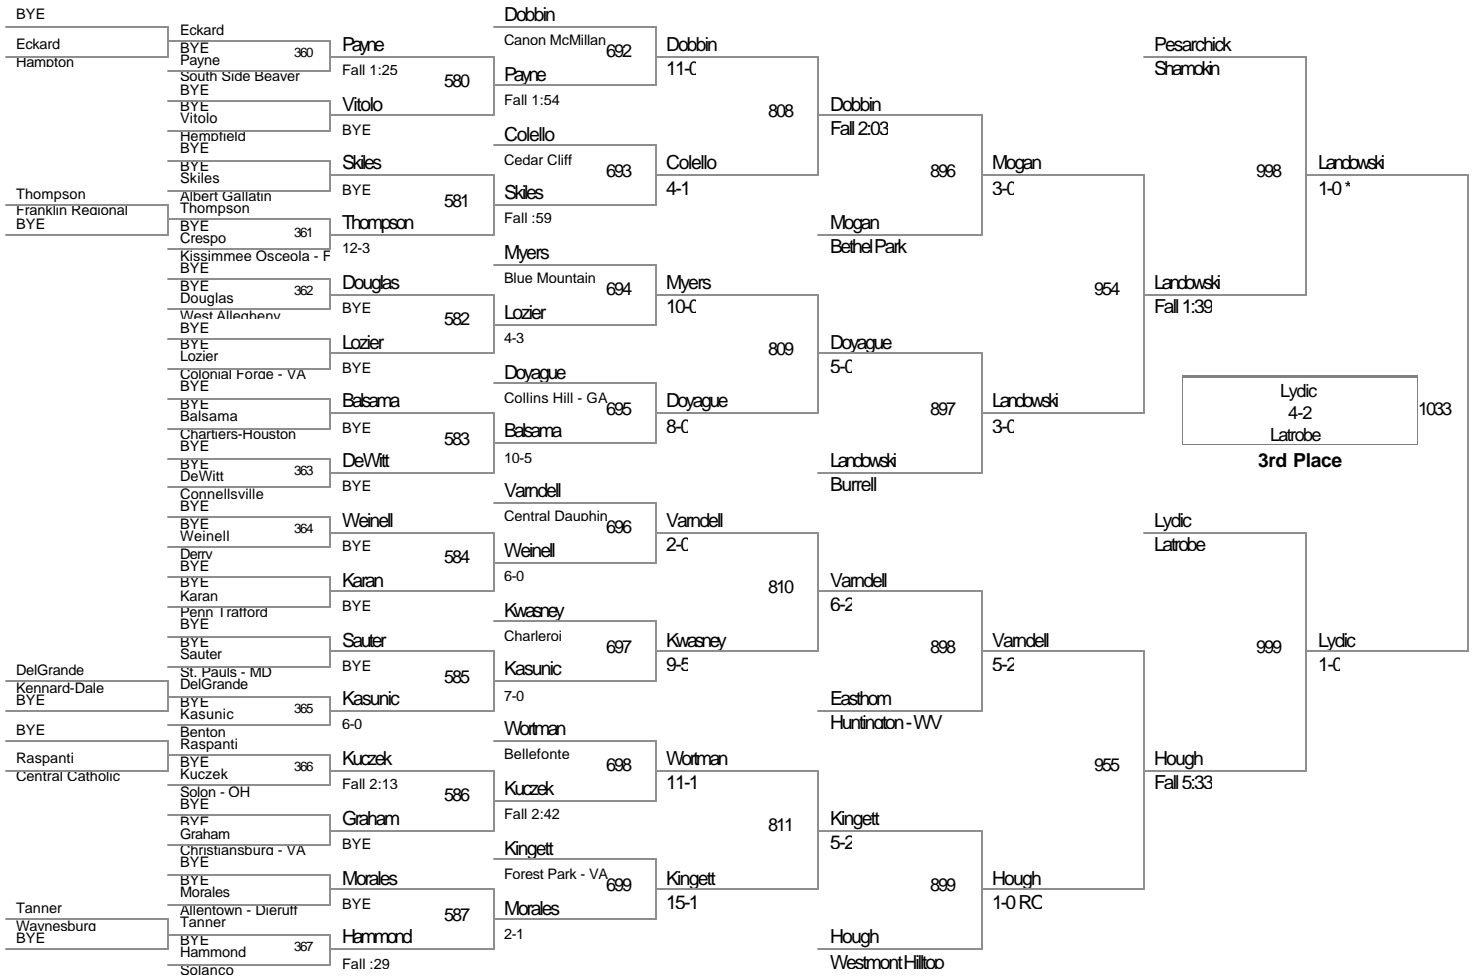 BYE
Eckard
Hampton
Thompson
Franklin Regional
BYE
DelGrande
Kennard-Dale
BYE
BYE
Raspanti
Central Catholic
Tanner
Waynesburg
BYE
Eckard
BYE
Payne
360
South Side Beaver
BYE
BYE
Vitolo
Hempfield
BYE
BYE
Skiles
Albert Gallatin
Thompson
BYE
Crespo
361
Kissimmee Osceola - F
BYE
BYE
Douglas
362
West Allegheny
BYE
BYE
Lozier
Colonial Forge - VA
BYE
BYE
Balsama
Chartiers-Houston
BYE
BYE
DeWitt
363
Connellsville
BYE
BYE
Weinell
364
Derry
BYE
BYE
Karan
Penn Trafford
BYE
BYE
Sauter
St. Pauls - MD
DelGrande
BYE
Kasunic
365
Benton
Raspanti
BYE
Kuczek
366
Solon - OH
BYE
BYE
Graham
Christiansburg - VA
BYE
BYE
Morales
Allentown - Dieruff
Tanner
BYE
Hammond
367
Solanco
Payne
Fall 1:25
580
Vitolo
BYE
Skiles
BYE
581
Thompson
12-3
Douglas
BYE
582
Lozier
BYE
Balsama
BYE
583
DeWitt
BYE
Weinell
BYE
584
Karan
BYE
Sauter
BYE
585
Kasunic
6-0
Kuczek
Fall 2:13
586
Graham
BYE
Morales
BYE
587
Hammond
Fall :29
Dobbin
Canon McMillan
692
Payne
Fall 1:54
Colello
Cedar Cliff
693
Skiles
Fall :59
Myers
Blue Mountain
694
Lozier
4-3
Doyague
Collins Hill - GA
695
Balsama
10-5
Varndell
Central Dauphin
696
Weinell
6-0
Kwasney
Charleroi
697
Kasunic
7-0
Wortman
Bellefonte
698
Kuczek
Fall 2:42
Kingett
Forest Park - VA
699
Morales
2-1
Dobbin
11-0
808
Colello
4-1
Myers
10-0
809
Doyague
8-0
Varndell
2-0
810
Kwasney
9-5
Wortman
11-1
811
Kingett
15-1
Dobbin
Fall 2:03
896
Mogan
Bethel Park
Doyague
5-0
897
Landowski
Burrell
Varndell
6-2
898
Easthom
Huntington - WV
Kingett
5-2
899
Hough
Westmont Hilltop
Mogan
3-0
954
Landowski
3-0
Varndell
5-2
955
Hough
1-0 RO
Pesarchick
Shamokin
998
Landowski
Fall 1:39
Lydic
Latrobe
999
Hough
Fall 5:33
Landowski
1-0 *
Lydic
1-0
Lydic
4-2
Latrobe
1033
3rd Place